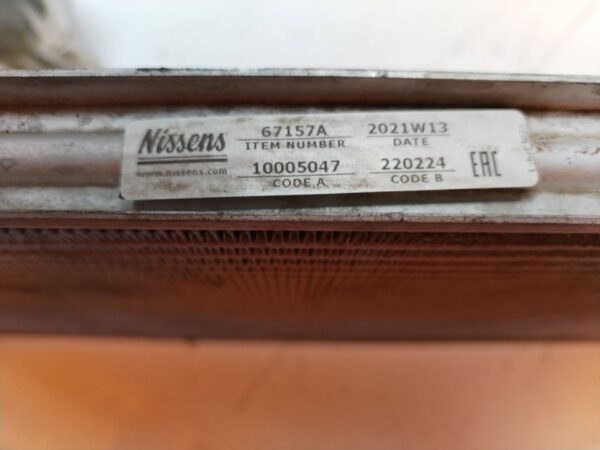 Nissens 67157A 2021W13
ITEM NUMBER DATE
www.nissens.com 10005047 220224 EAC
CODE A CODE B